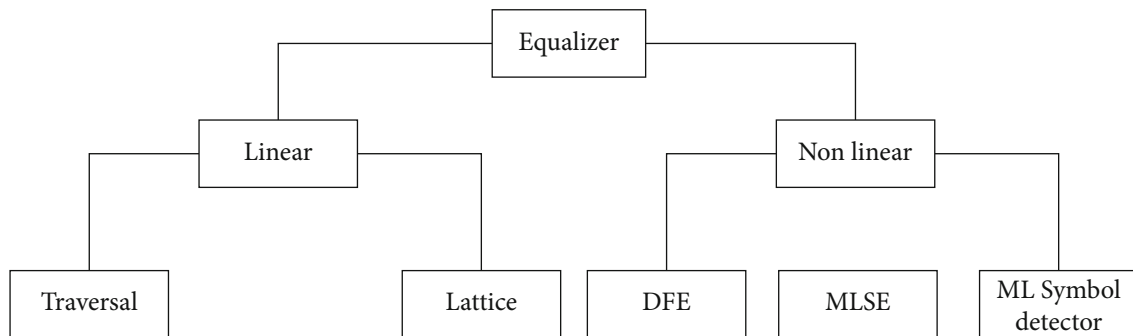 Equalizer
Linear
Non linear
Traversal
Lattice
DFE
MLSE
ML Symbol
detector